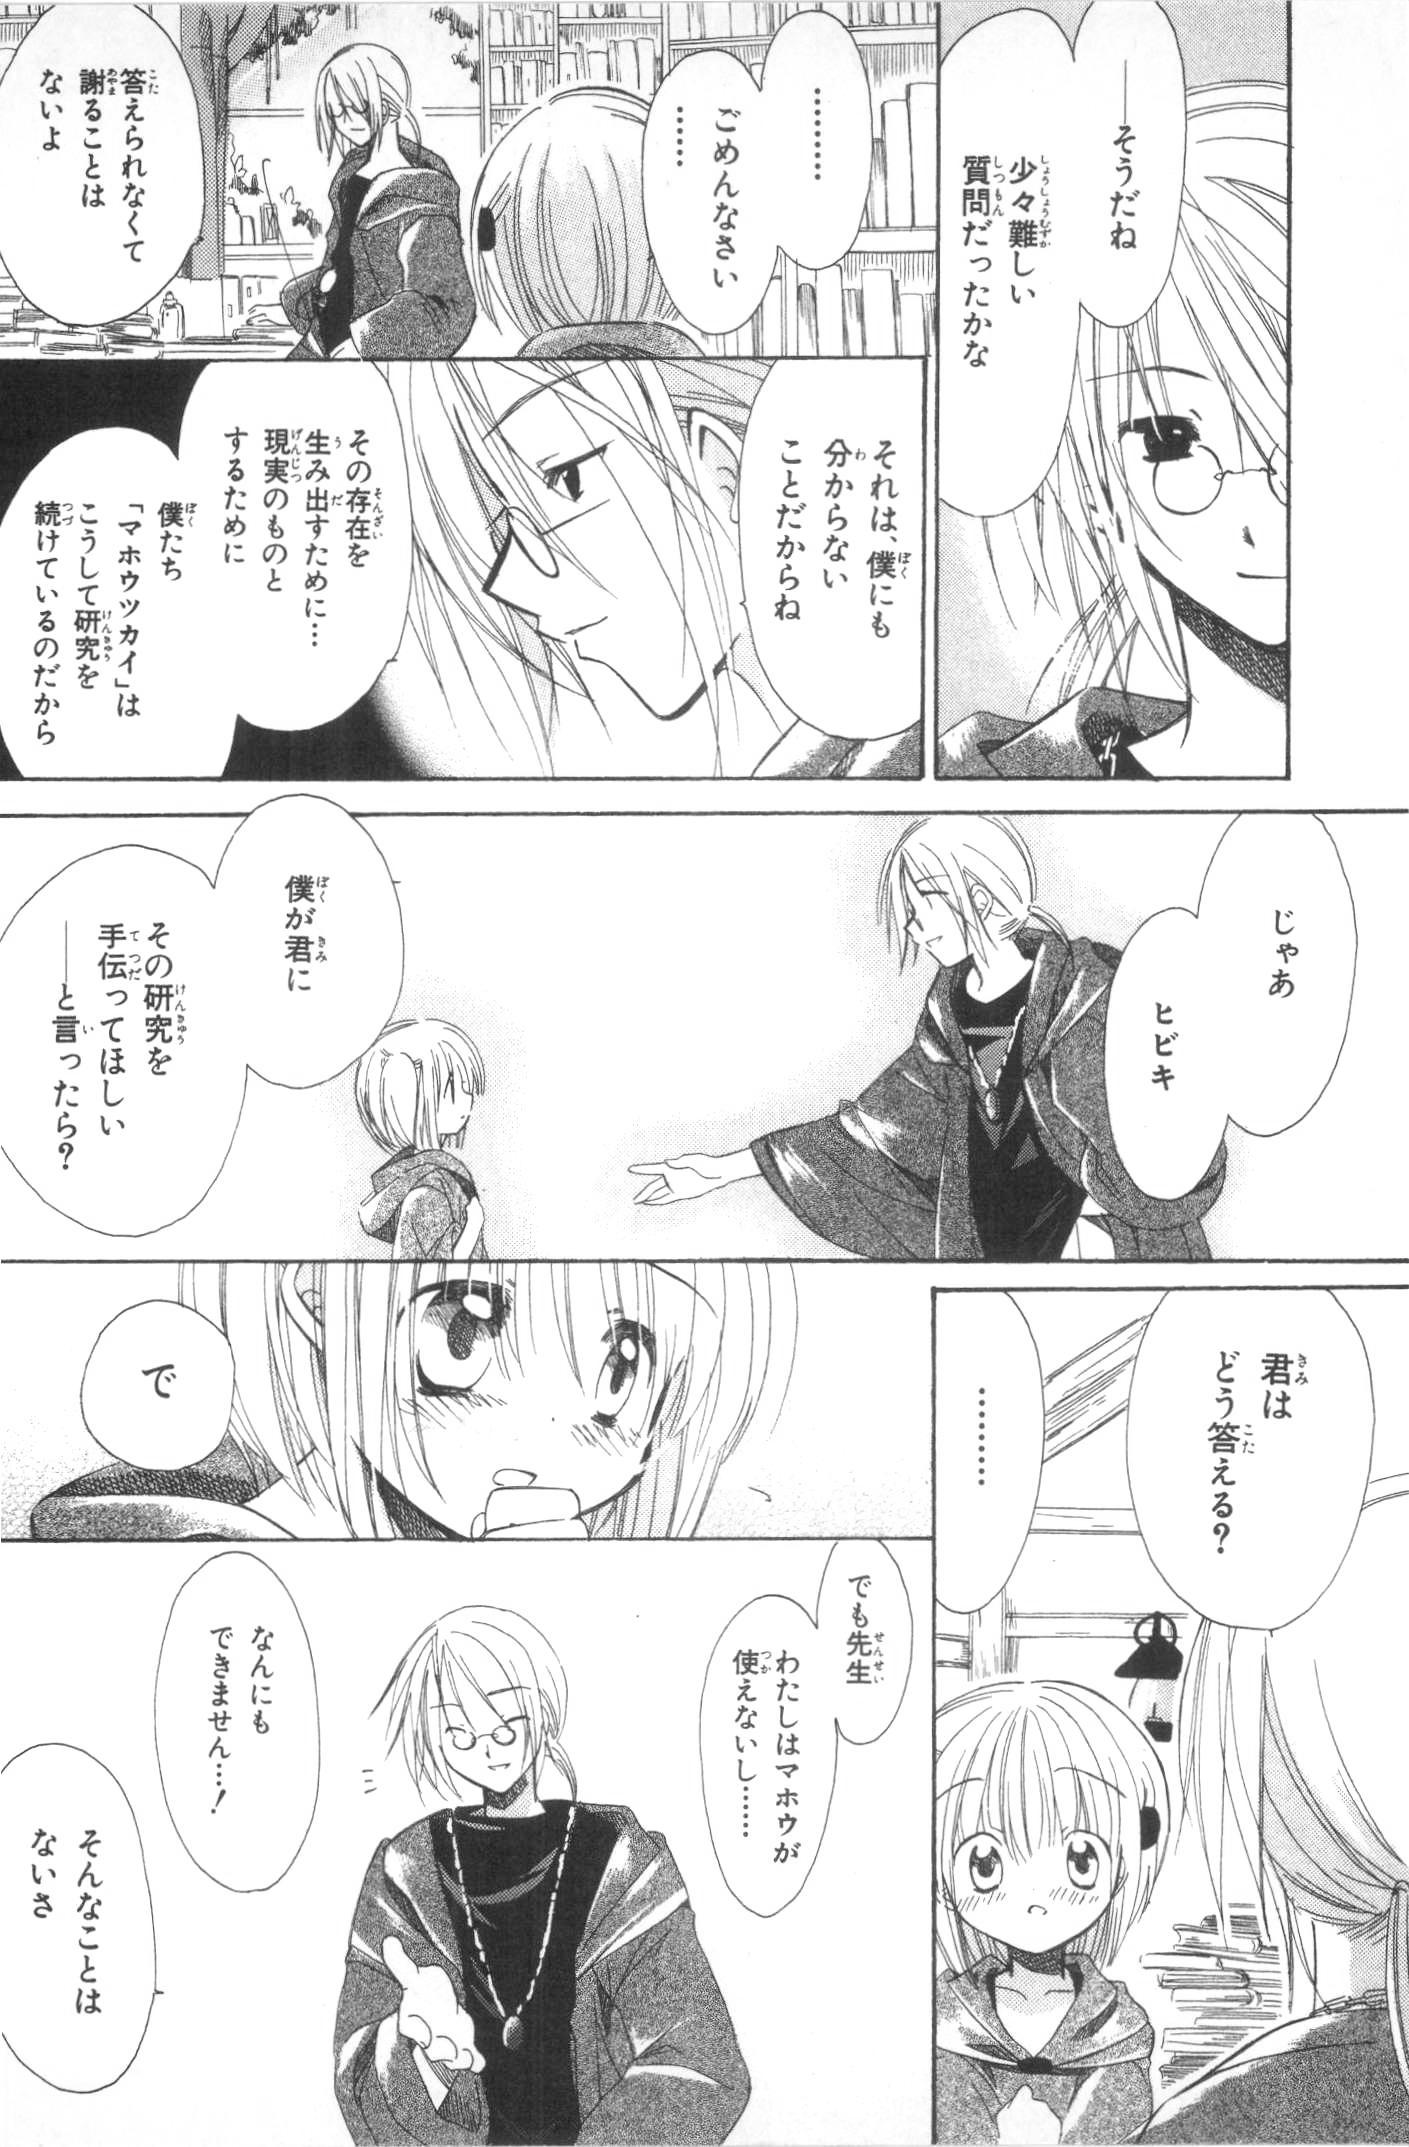 ――そうだね
少々難しい
質問だったかな
………
ごめんなさい
……
答えられなくて
謝ることは
ないよ
それは、僕にも
分からない
ことだからね
その存在を
生み出すために…
現実のものと
するために
僕たち
「マホウツカイ」は
こうして研究を
続けているのだから
じゃあ
ヒビキ
僕が君に
その研究を
手伝ってほしい
――と言ったら？
君は
どう答える？
………
で
でも先生
わたしはマホウが
使えないし……
なんにも
できません…！
そんなことは
ないさ